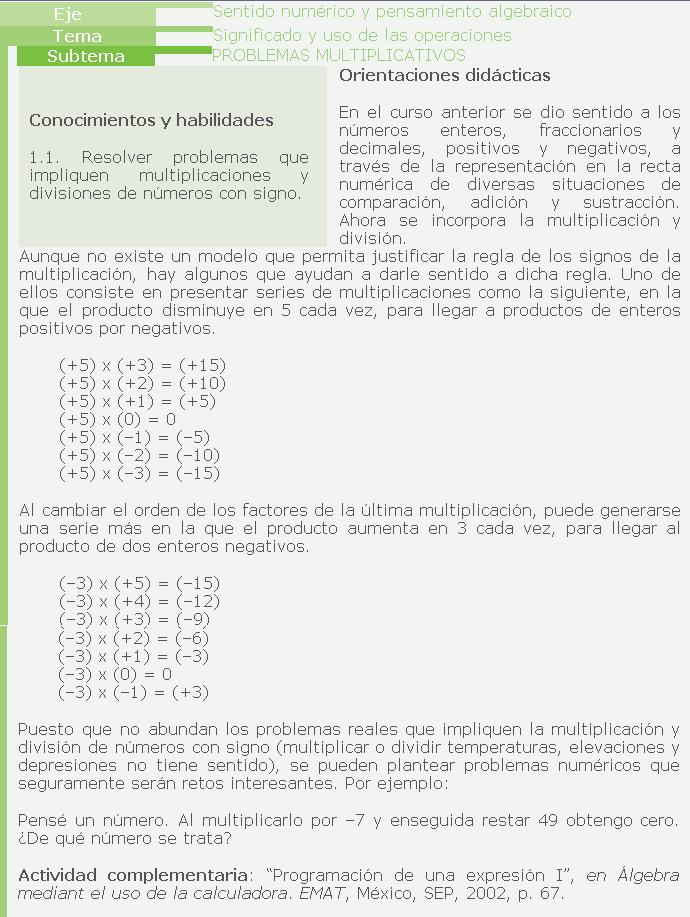 Eje
Sentido numérico y pensamiento algebraico
Tema
Significado y uso de las operaciones
Subtema
PROBLEMAS MULTIPLICATIVOS
Conocimientos y habilidades
1.1. Resolver problemas que
impliquen multiplicaciones y
divisiones de números con signo.
Orientaciones didácticas
En el curso anterior se dio sentido a los
números enteros, fraccionarios y
decimales, positivos y negativos, a
través de la representación en la recta
numérica de diversas situaciones de
comparación, adición y sustracción.
Ahora se incorpora la multiplicación y
división.
Aunque no existe un modelo que permita justificar la regla de los signos de la
multiplicación, hay algunos que ayudan a darle sentido a dicha regla. Uno de
ellos consiste en presentar series de multiplicaciones como la siguiente, en la
que el producto disminuye en 5 cada vez, para llegar a productos de enteros
positivos por negativos.
(+5) x (+3) = (+15)
(+5) x (+2) = (+10)
(+5) x (+1) = (+5)
(+5) x (0) = 0
(+5) x (–1) = (–5)
(+5) x (–2) = (–10)
(+5) x (–3) = (–15)
Al cambiar el orden de los factores de la última multiplicación, puede generarse
una serie más en la que el producto aumenta en 3 cada vez, para llegar al
producto de dos enteros negativos.
(–3) x (+5) = (–15)
(–3) x (+4) = (–12)
(–3) x (+3) = (–9)
(–3) x (+2) = (–6)
(–3) x (+1) = (–3)
(–3) x (0) = 0
(–3) x (–1) = (+3)
Puesto que no abundan los problemas reales que impliquen la multiplicación y
división de números con signo (multiplicar o dividir temperaturas, elevaciones y
depresiones no tiene sentido), se pueden plantear problemas numéricos que
seguramente serán retos interesantes. Por ejemplo:
Pensé un número. Al multiplicarlo por –7 y enseguida restar 49 obtengo cero.
¿De qué número se trata?
Actividad complementaria: “Programación de una expresión I”, en Álgebra
mediant el uso de la calculadora. EMAT, México, SEP, 2002, p. 67.